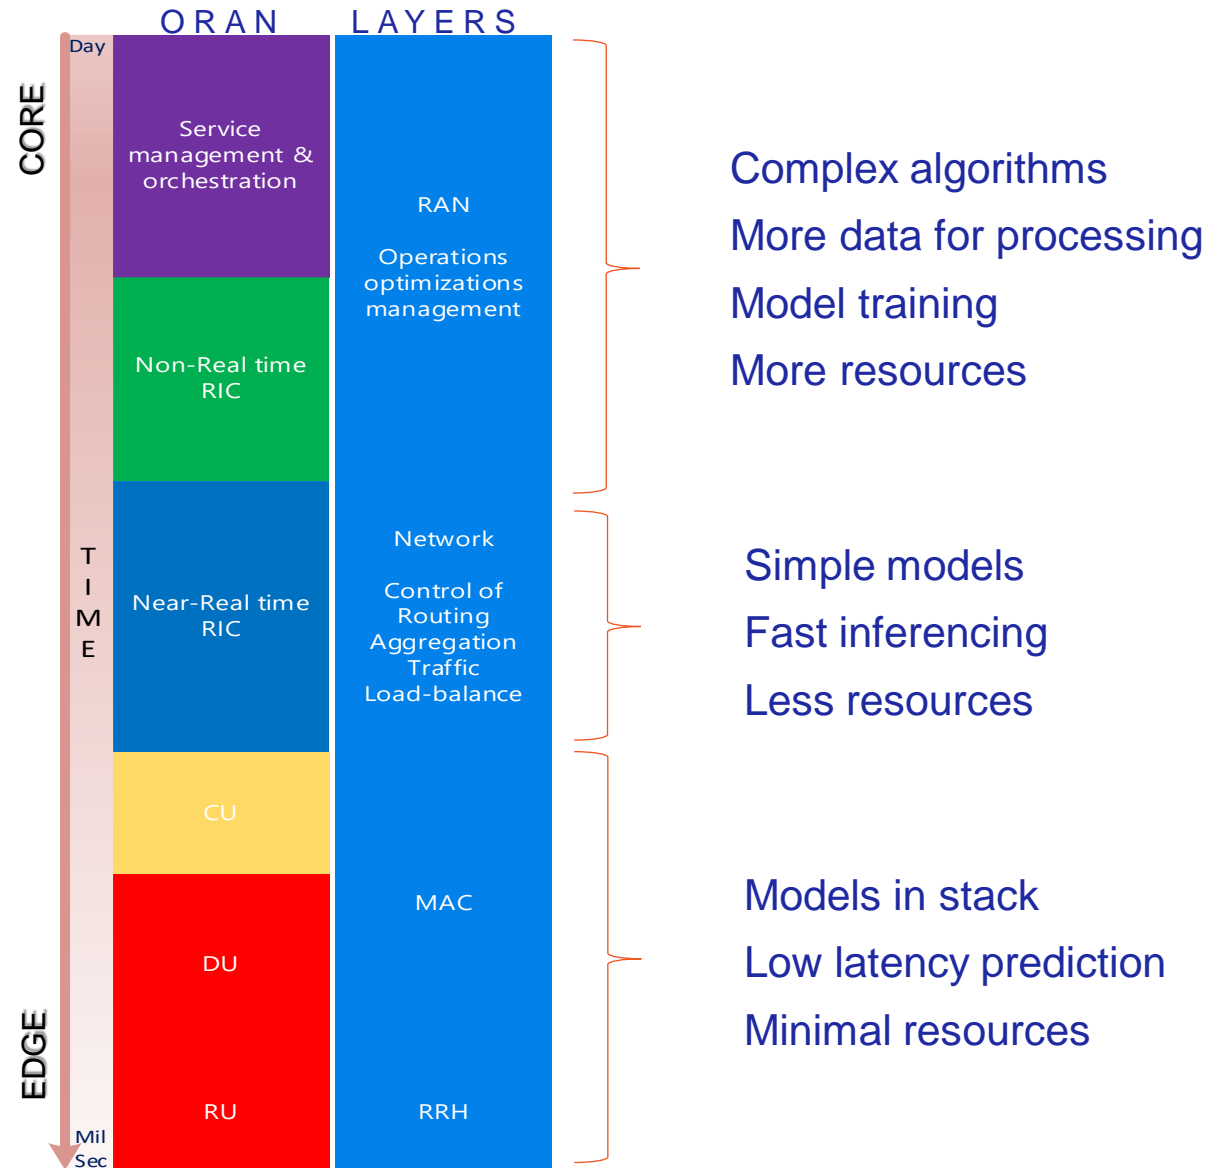 ORAN LAYERS
Day
CORE
Service
management &
orchestration
RAN
Operations
optimizations
management
Non-Real time
RIC
Complex algorithms
More data for processing
Model training
More resources
T
I
M
E
Near-Real time
RIC
Network
Control of
Routing
Aggregation
Traffic
Load-balance
Simple models
Fast inferencing
Less resources
CU
DU
RU
MAC
RRH
Models in stack
Low latency prediction
Minimal resources
EDGE
Mil
Sec